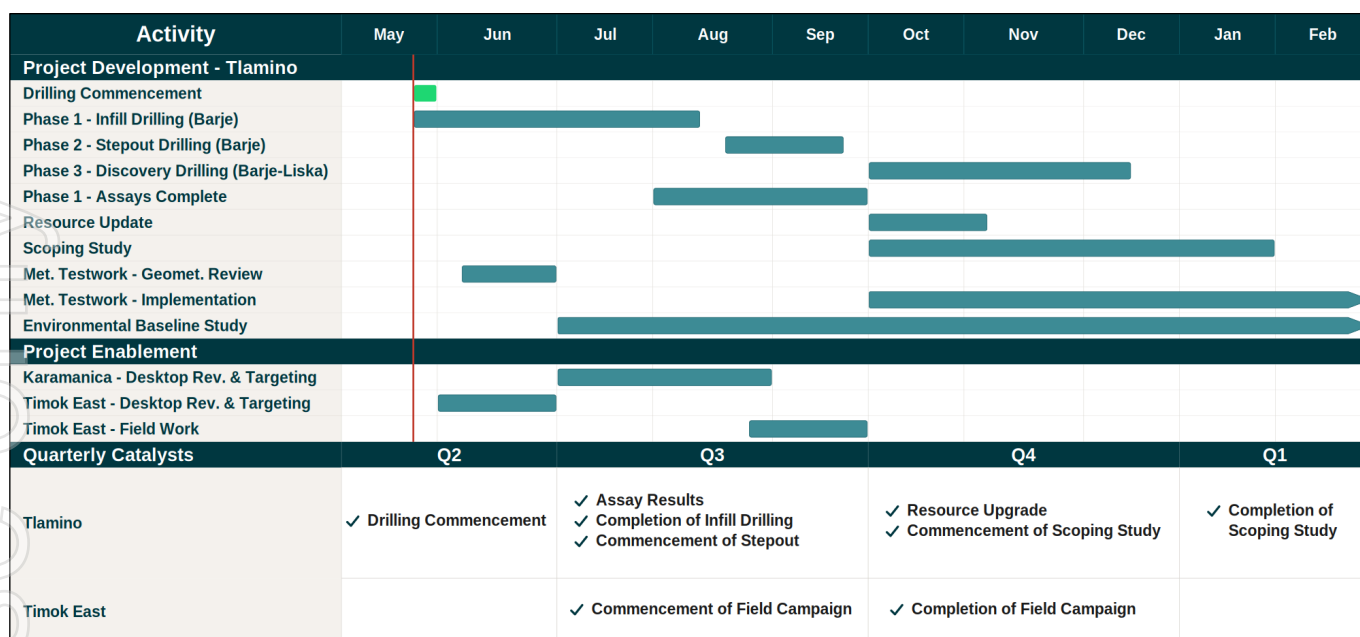 Activity May Jun Jul Aug Sep Oct Nov Dec Jan Feb
Project Development - Tlamino
Drilling Commencement
Phase 1 - Infill Drilling (Barje)
Phase 2 - Stepout Drilling (Barje)
Phase 3 - Discovery Drilling (Barje-Liska)
Phase 1 - Assays Complete
Resource Update
Scoping Study
Met. Testwork - Geomet. Review
Met. Testwork - Implementation
Environmental Baseline Study
Project Enablement
Karamanica - Desktop Rev. & Targeting
Timok East - Desktop Rev. & Targeting
Timok East - Field Work
Quarterly Catalysts Q2 Q3 Q4 Q1
Tlamino
✓ Drilling Commencement
✓ Assay Results
✓ Completion of Infill Drilling
✓ Commencement of Stepout
✓ Resource Upgrade
✓ Commencement of Scoping Study
✓ Completion of
Scoping Study
Timok East
✓ Commencement of Field Campaign
✓ Completion of Field Campaign